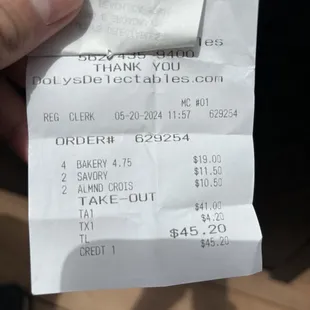 562-435-9400
THANK YOU
DoLysDelectables.com
MC #01
REG CLERK 05-20-2024 11:57 629254
ORDER# 629254
4 BAKERY 4.75 $19.00
2 SAVORY $11.50
2 ALMND CROIS $10.50
TAKE-OUT
TA1 $41.00
TX1 $4.20
TL $45.20
CREDT 1 $45.20